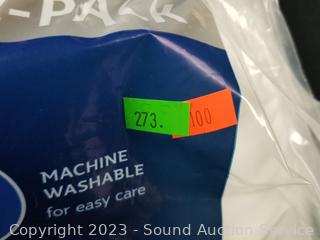 -PACK
273.
100
MACHINE
WASHABLE
for easy care
Copyright 2023 - Sound Auction Service